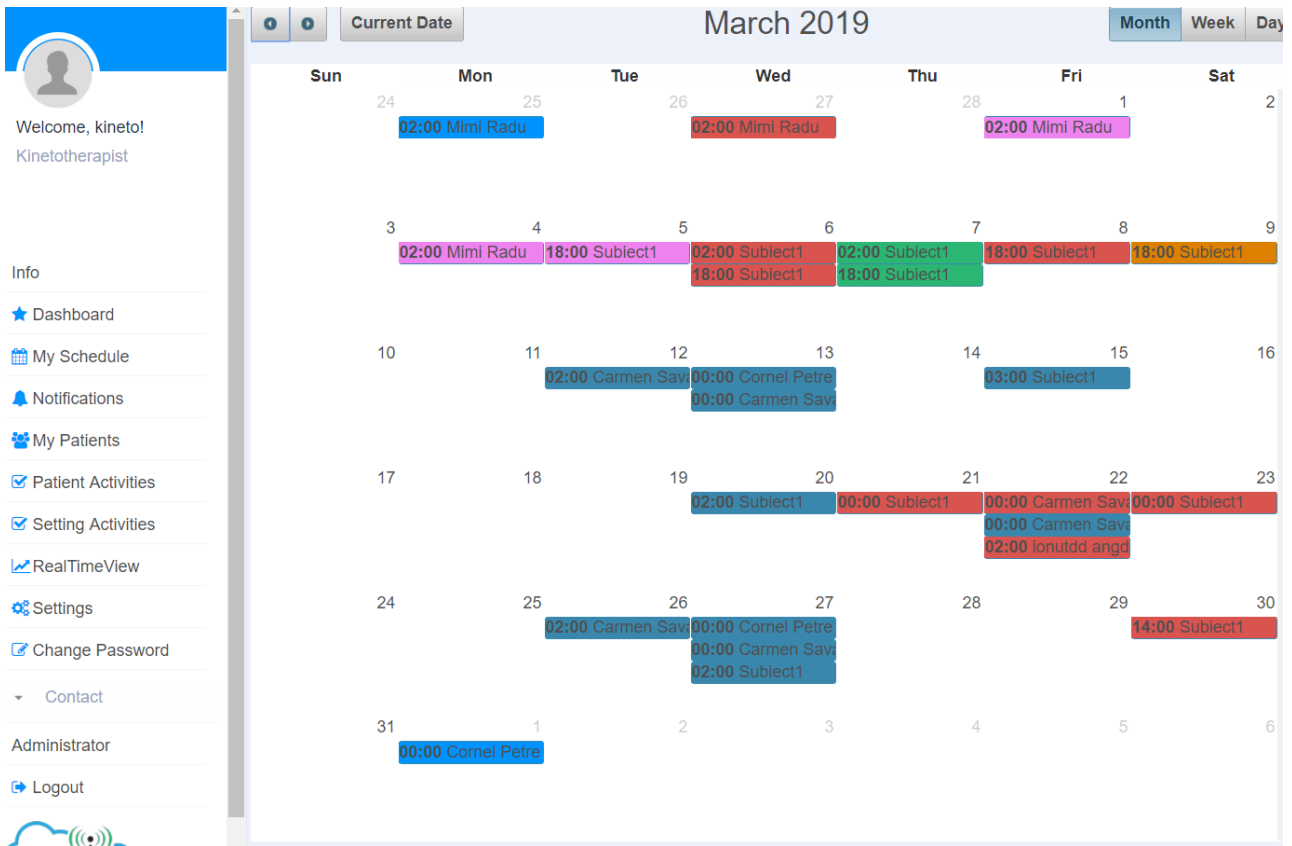 Welcome, kineto!
Kinetotherapist
Info
Dashboard
My Schedule
Notifications
My Patients
Patient Activities
Setting Activities
RealTimeView
Settings
Change Password
Contact
Administrator
Logout
Current Date
March 2019
Month Week Day
Sun Mon Tue Wed Thu Fri Sat
24 25 26 27 28 1 2
02:00 Mimi Radu 02:00 Mimi Radu 02:00 Mimi Radu
3 4 5 6 7 8 9
02:00 Mimi Radu 18:00 Subiect1 02:00 Subiect1 02:00 Subiect1 18:00 Subiect1 18:00 Subiect1
18:00 Subiect1 18:00 Subiect1
10 11 12 13 14 15 16
02:00 Carmen Sava 00:00 Cornel Petre 03:00 Subiect1
00:00 Carmen Sava
17 18 19 20 21 22 23
02:00 Subiect1 00:00 Subiect1 00:00 Carmen Sava 00:00 Subiect1
00:00 Carmen Sava
02:00 ionutdd angd
24 25 26 27 28 29 30
02:00 Carmen Sava 00:00 Cornel Petre 14:00 Subiect1
00:00 Carmen Sava
02:00 Subiect1
31 1 2 3 4 5 6
00:00 Cornel Petre